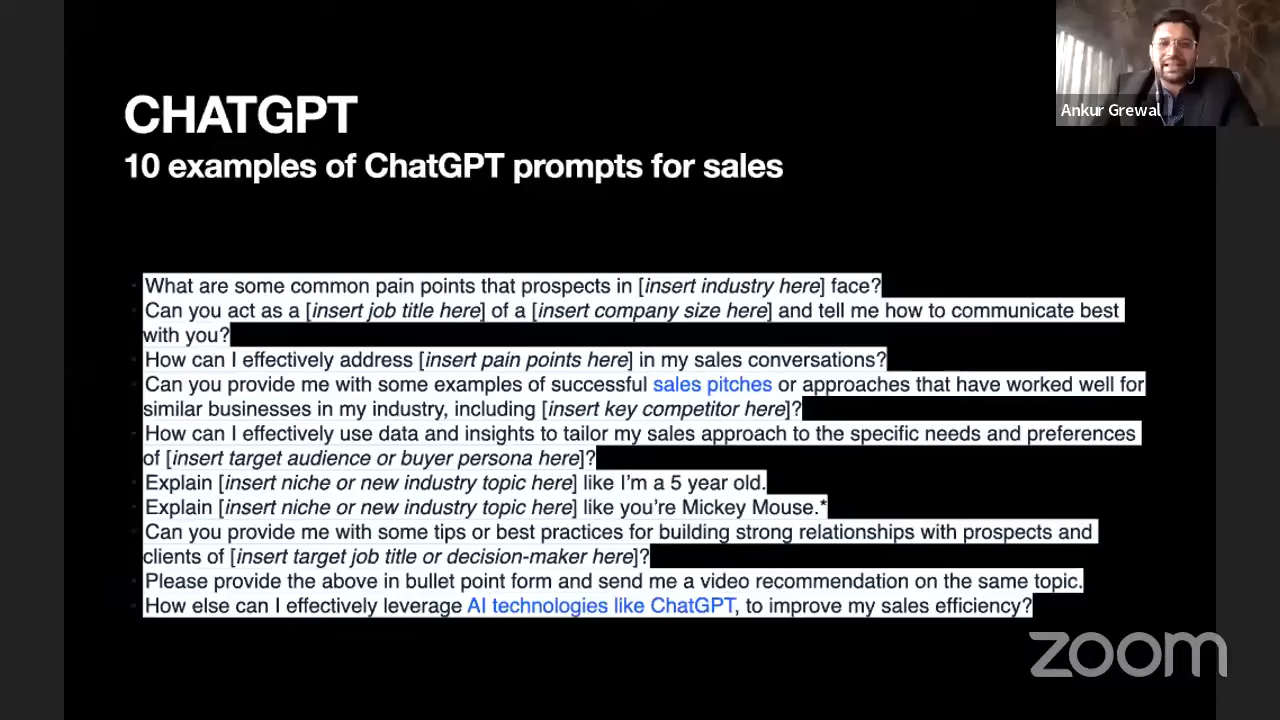 Ankur Grewal
CHATGPT
10 examples of ChatGPT prompts for sales
What are some common pain points that prospects in [insert industry here] face?
Can you act as a [insert job title here] of a [insert company size here] and tell me how to communicate best
with you?
How can I effectively address [insert pain points here] in my sales conversations?
Can you provide me with some examples of successful sales pitches or approaches that have worked well for
similar businesses in my industry, including [insert key competitor here]?
How can I effectively use data and insights to tailor my sales approach to the specific needs and preferences
of [insert target audience or buyer persona here]?
Explain [insert niche or new industry topic here] like I'm a 5 year old.
Explain [insert niche or new industry topic here] like you're Mickey Mouse.*
Can you provide me with some tips or best practices for building strong relationships with prospects and
clients of [insert target job title or decision-maker here]?
Please provide the above in bullet point form and send me a video recommendation on the same topic.
How else can I effectively leverage AI technologies like ChatGPT, to improve my sales efficiency?
zoom